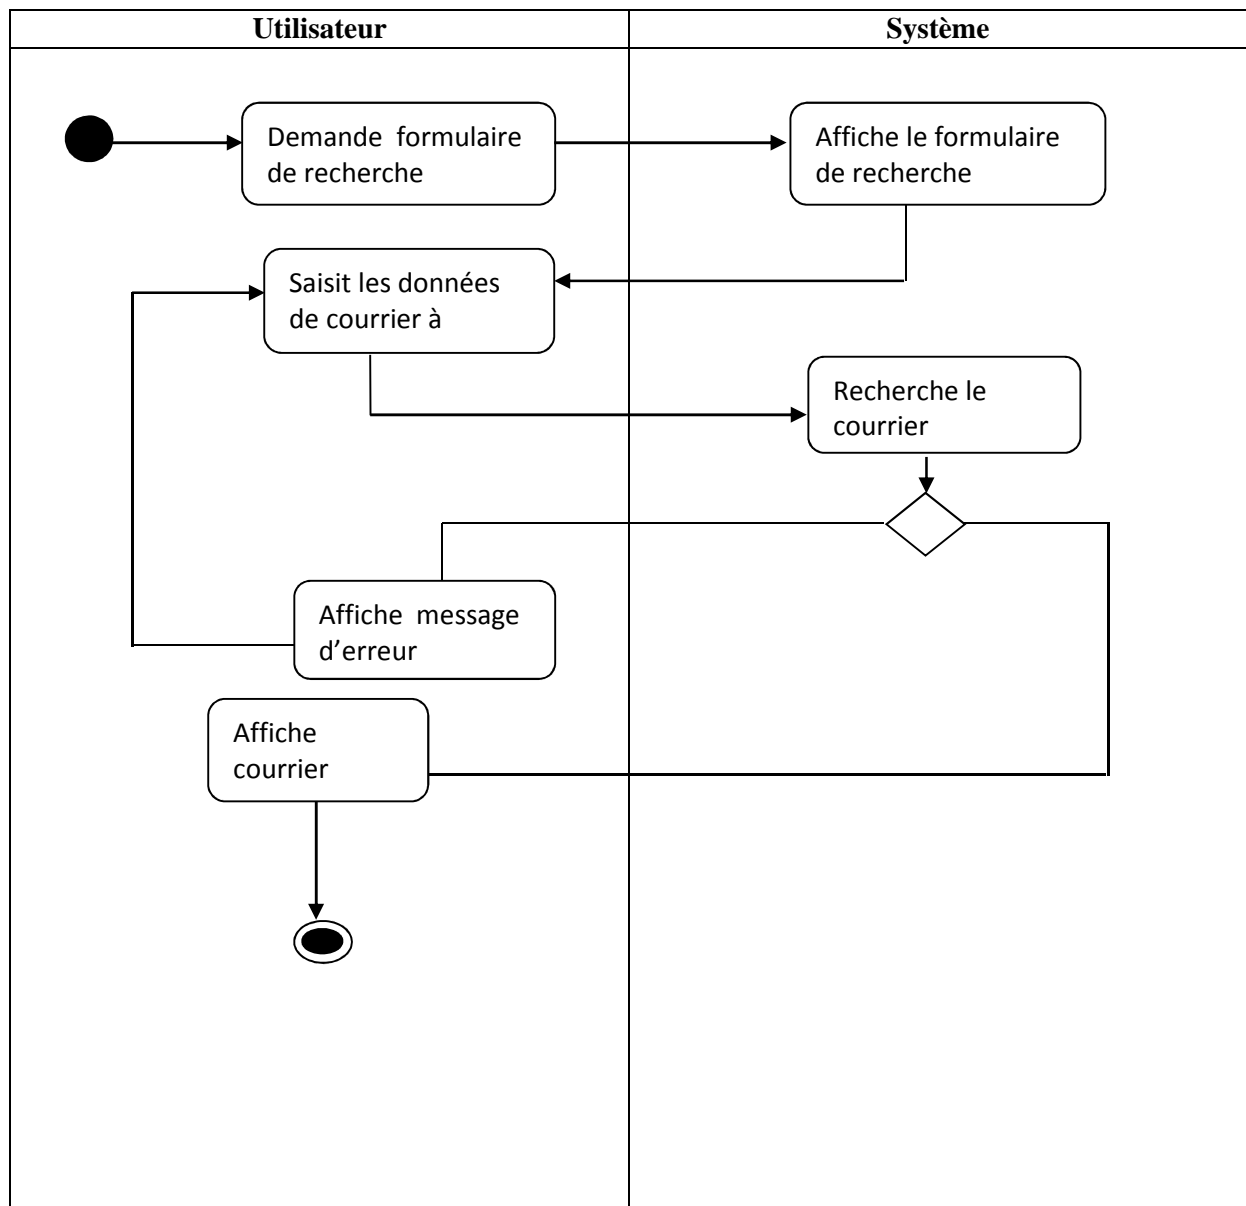 Utilisateur
Système
Demande formulaire
de recherche
Affiche le formulaire
de recherche
Saisit les données
de courrier à
Recherche le
courrier
Affiche message
d’erreur
Affiche
courrier